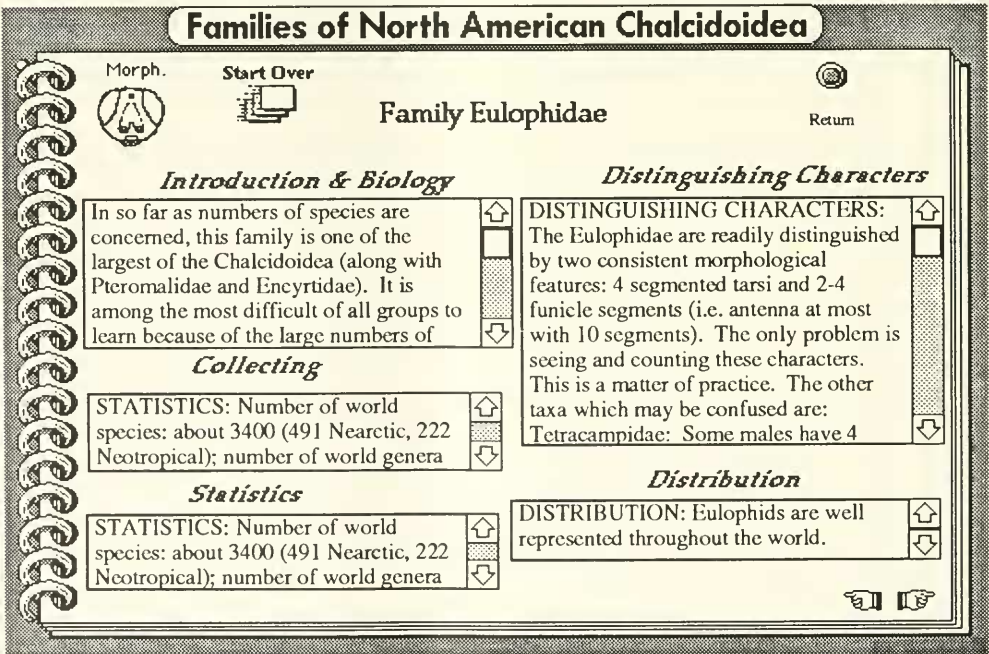 Families of North American Chalcidoidea
Morph.
Start Over
Family Eulophidae
Return
Introduction & Biology
In so far as numbers of species are
concerned, this family is one of the
largest of the Chalcidoidea (along with
Pteromalidae and Encyrtidae). It is
among the most difficult of all groups to
learn because of the large numbers of
Collecting
STATISTICS: Number of world
species: about 3400 (491 Nearctic, 222
Neotropical); number of world genera
Statistics
STATISTICS: Number of world
species: about 3400 (491 Nearctic, 222
Neotropical); number of world genera
Distinguishing Characters
DISTINGUISHING CHARACTERS:
The Eulophidae are readily distinguished
by two consistent morphological
features: 4 segmented tarsi and 2-4
funicle segments (i.e. antenna at most
with 10 segments). The only problem is
seeing and counting these characters.
This is a matter of practice. The other
taxa which may be confused are:
Tetracampidae: Some males have 4
Distribution
DISTRIBUTION: Eulophids are well
represented throughout the world.